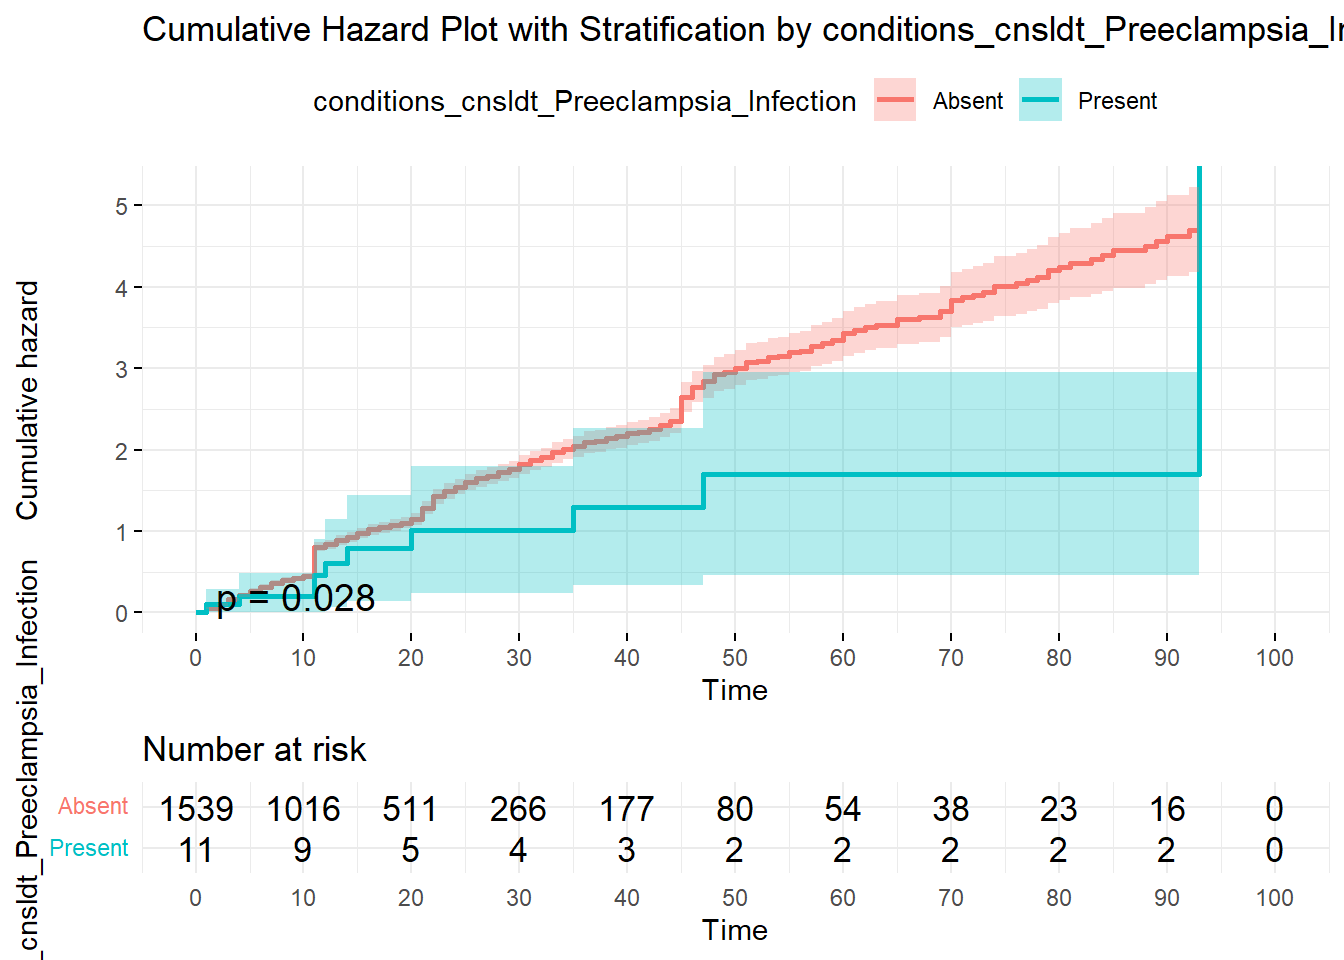 Cumulative Hazard Plot with Stratification by conditions_cnsldt_Preeclampsia_I
conditions_cnsldt_Preeclampsia_Infection Absent Present
Cumulative hazard
5
4
3
2
1
0
p = 0.028
0 10 20 30 40 50 60 70 80 90 100
Time
Number at risk
_cnsldt_Preeclampsia_Infection
Absent 1539 1016 511 266 177 80 54 38 23 16 0
Present 11 9 5 4 3 2 2 2 2 2 0
0 10 20 30 40 50 60 70 80 90 100
Time